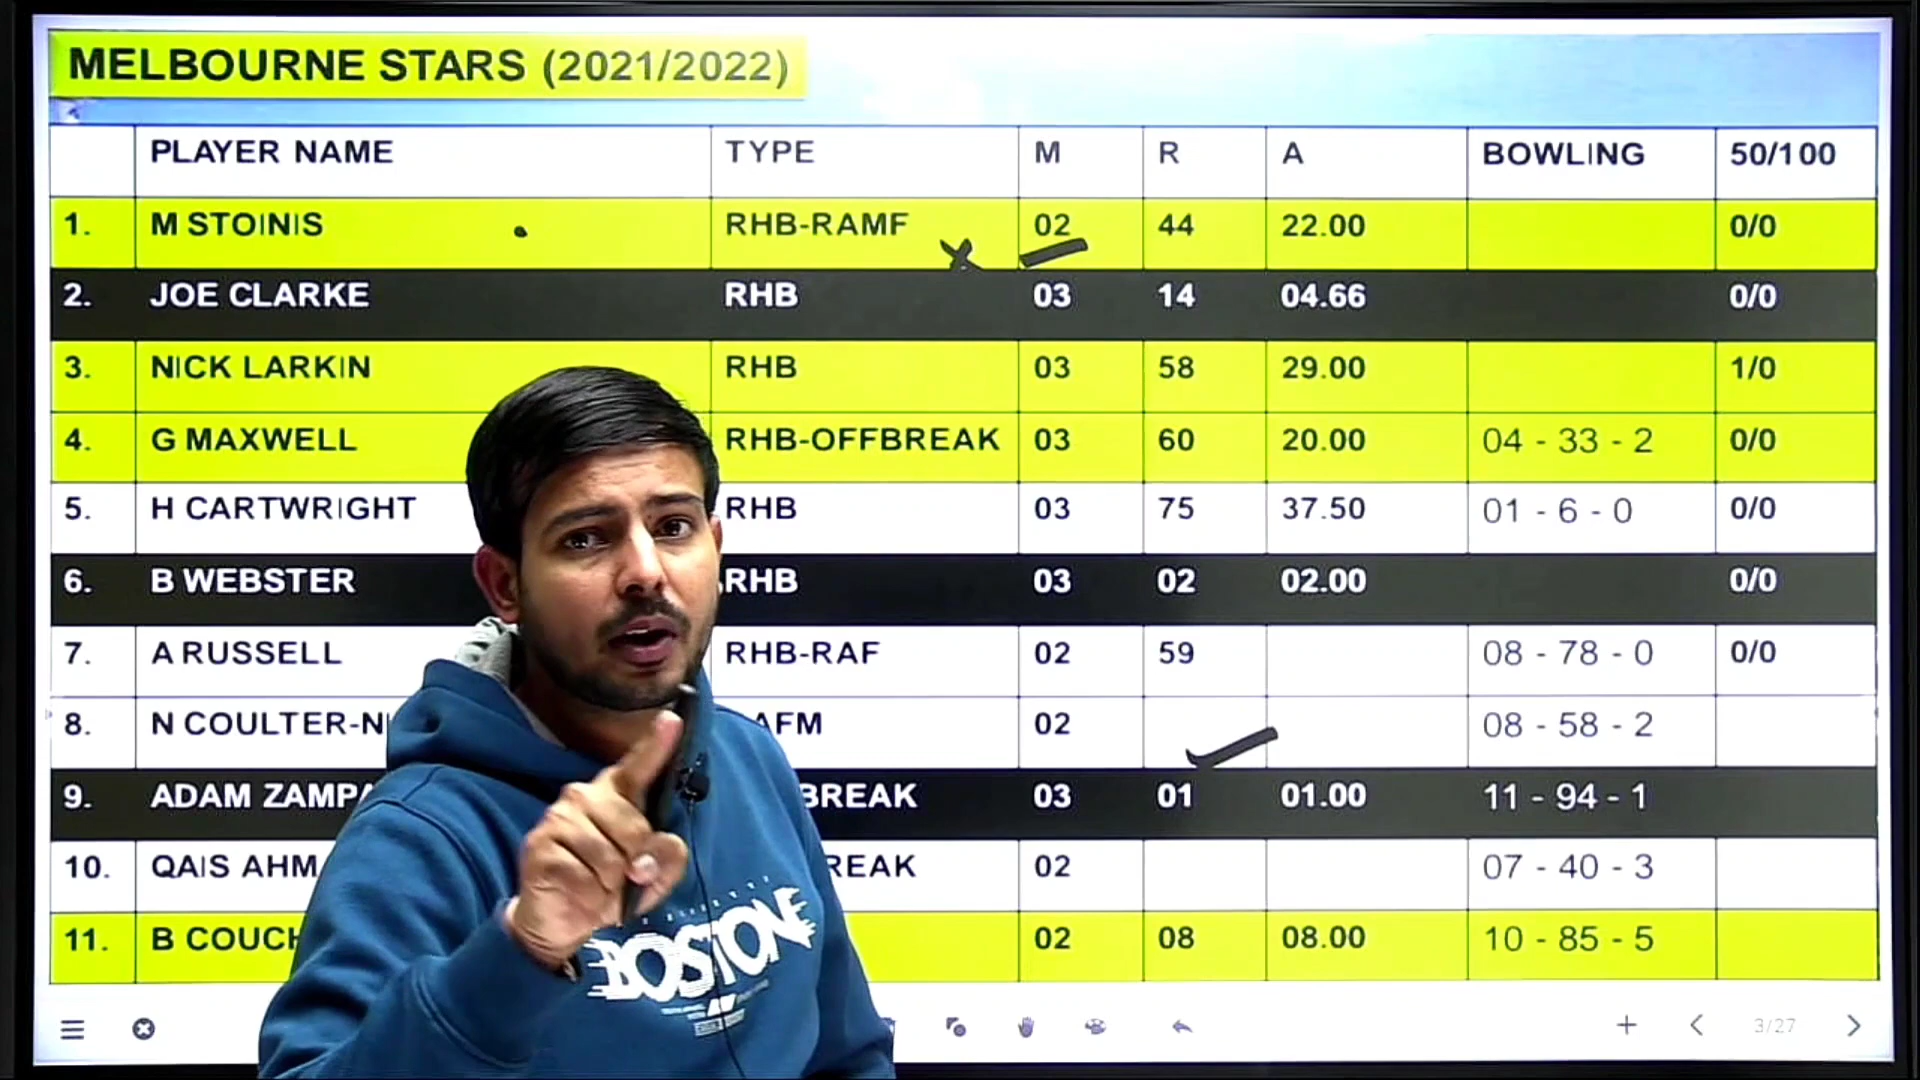 MELBOURNE STARS (2021/2022)
PLAYER NAME TYPE M R A BOWLING 50/100
1. M STOINIS RHB-RAMF 02 44 22.00 0/0
2. JOE CLARKE RHB 03 14 04.66 0/0
3. NICK LARKIN RHB 03 58 29.00 1/0
4. G MAXWELL RHB-OFFBREAK 03 60 20.00 04 - 33 - 2 0/0
5. H CARTWRIGHT RHB 03 75 37.50 01 - 6 - 0 0/0
6. B WEBSTER RHB 03 02 02.00 0/0
7. A RUSSELL RHB-RAF 02 59 08 - 78 - 0 0/0
8. N COULTER-N AFM 02 08 - 58 - 2
9. ADAM ZAMPA BREAK 03 01 01.00 11 - 94 - 1
10. QAIS AHM REAK 02 07 - 40 - 3
11. B COUCH 02 08 08.00 10 - 85 - 5
BOSTON
3/27